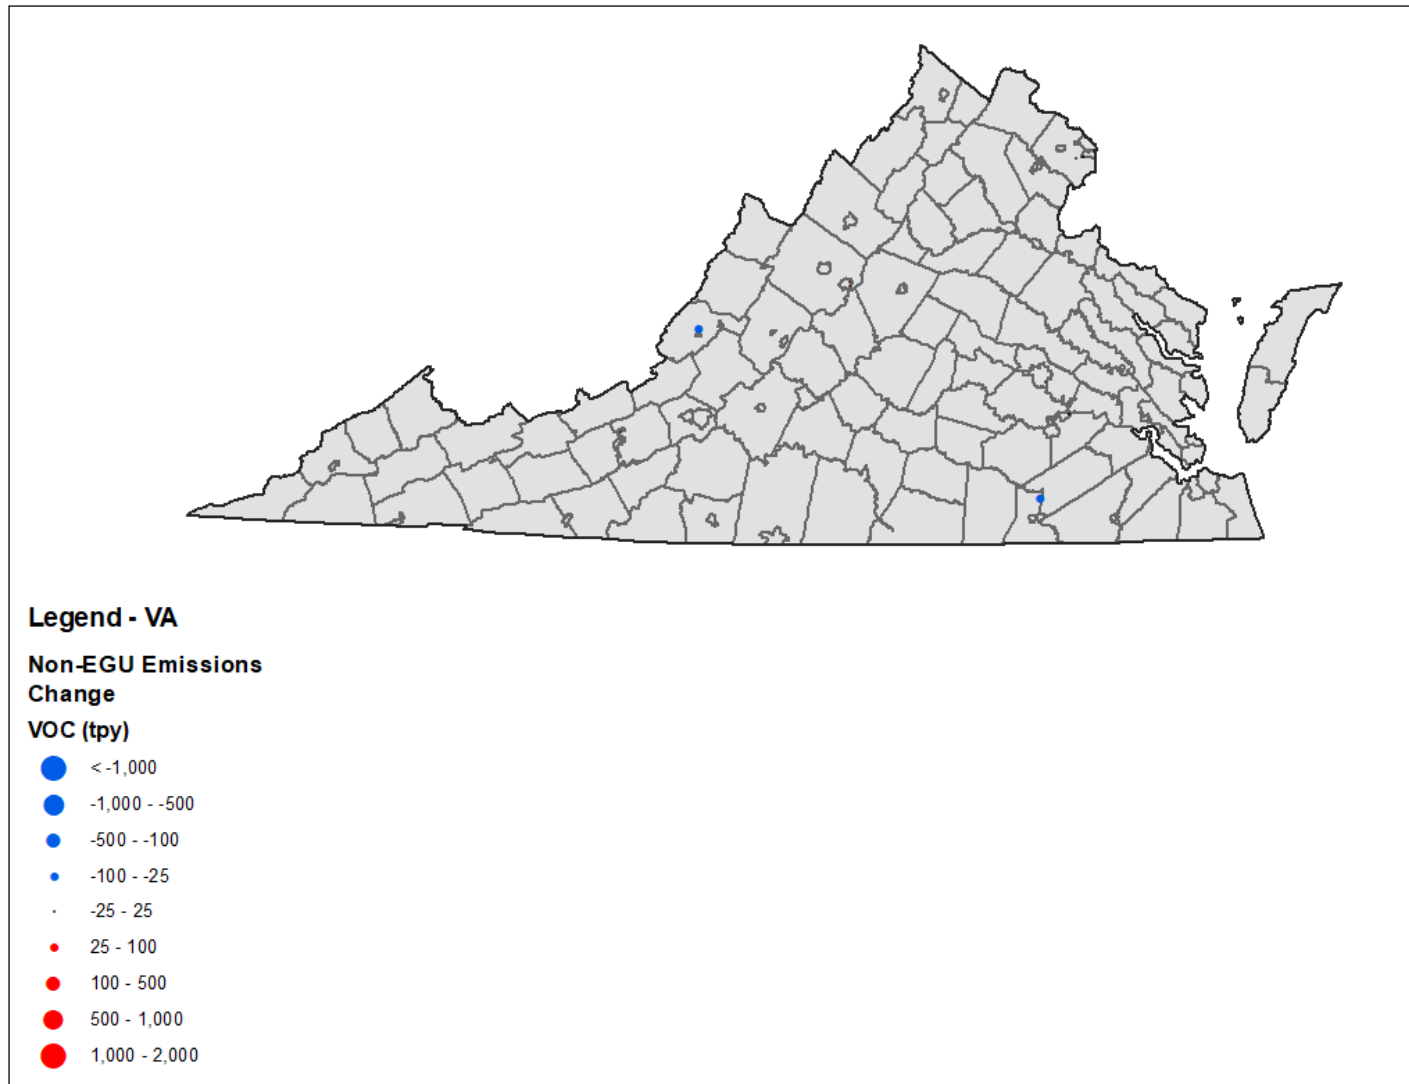 Legend - VA
Non-EGU Emissions
Change
VOC (tpy)
< -1,000
-1,000 - -500
-500 - -100
-100 - -25
-25 - 25
25 - 100
100 - 500
500 - 1,000
1,000 - 2,000